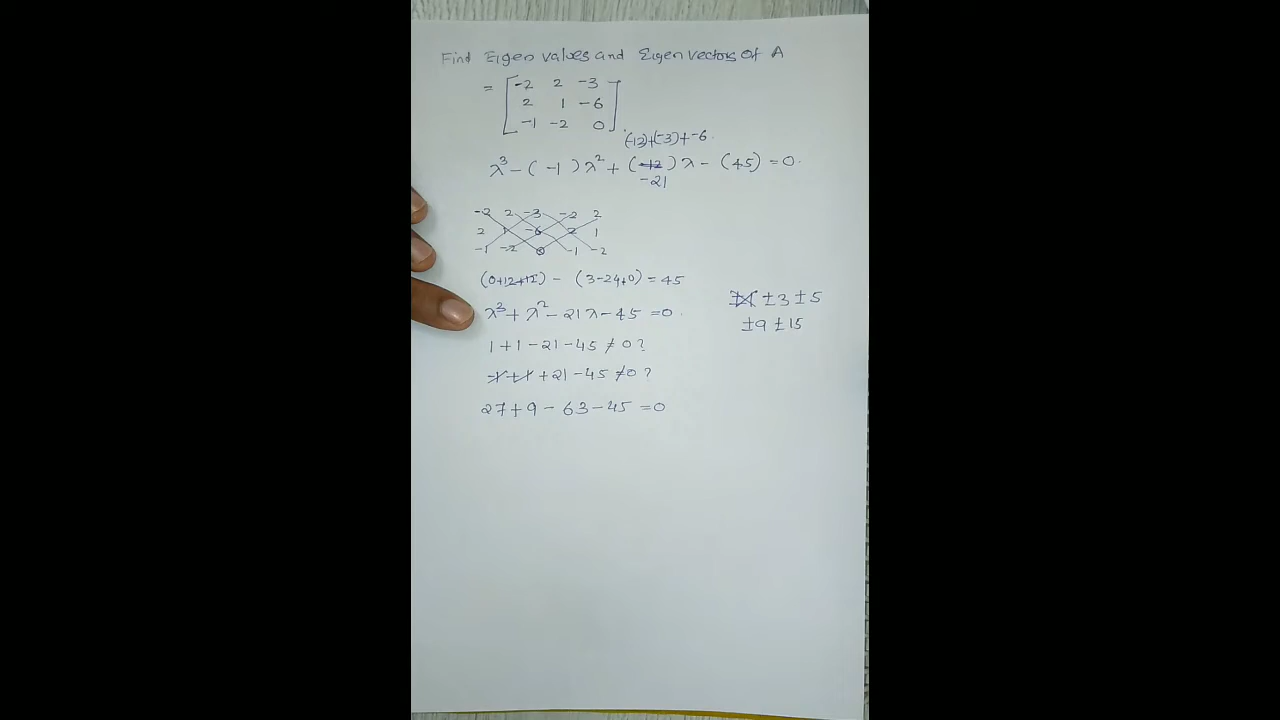 Find Eigen values and Eigen vectors Of A
= [ -2 2 -3
2 1 -6
-1 -2 0 ].
(-12)+(-3)+-6.
λ³ - ( -1 ) λ² + ( -12 ) λ - (45) = 0.
-21
-2 2 -3 -2 2
2 1 -6 2 1
-1 -2 0 -1 -2
(0+12+12) - (3-24+0) = 45
±1 ±3 ±5
λ³ + λ² - 21λ - 45 = 0.
±9 ±15
1 + 1 - 21 - 45 ≠ 0 ?
-1 + 1 + 21 - 45 ≠ 0 ?
27 + 9 - 63 - 45 = 0